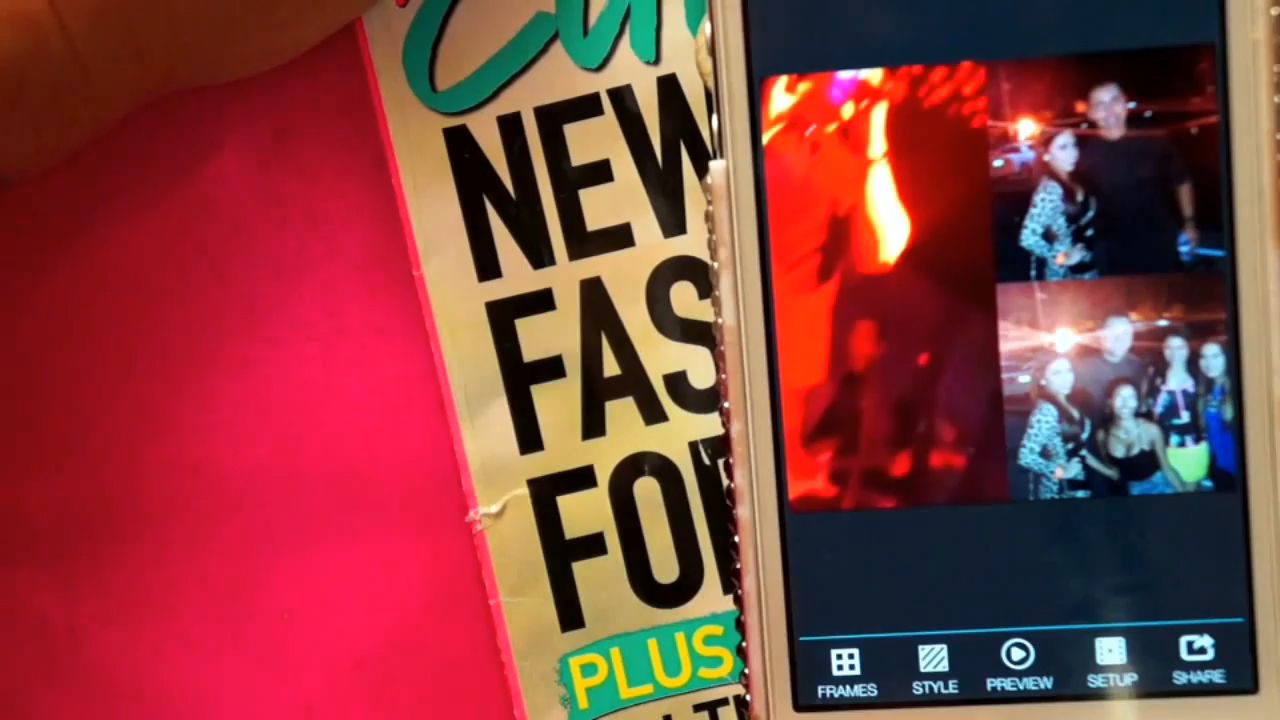 NEW
FAS
FO
PLUS
FRAMES STYLE PREVIEW SETUP SHARE